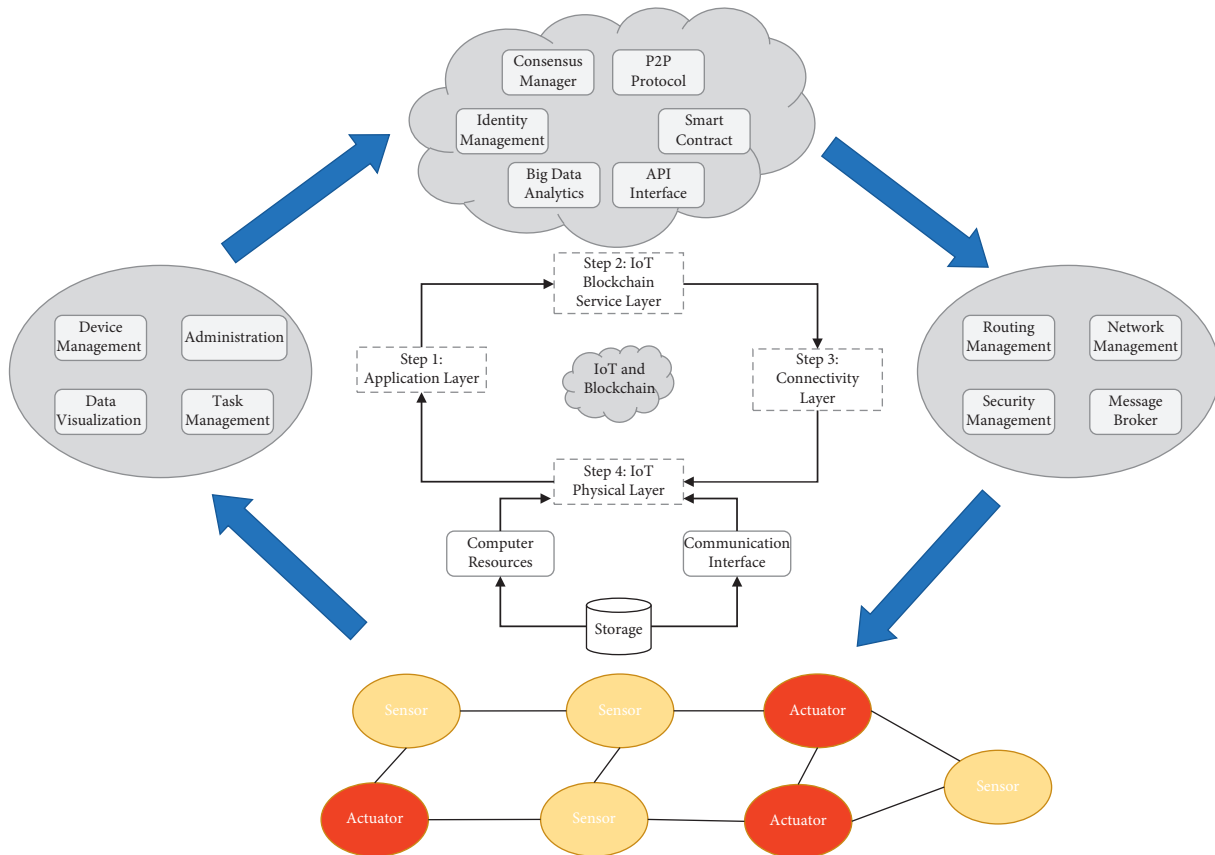 Consensus
Manager
P2P
Protocol
Identity
Management
Smart
Contract
Big Data
Analytics
API
Interface
Step 2: IoT
Blockchain
Service Layer
Device
Management
Administration
Data
Visualization
Task
Management
Step 1:
Application Layer
IoT and
Blockchain
Step 3:
Connectivity
Layer
Routing
Management
Network
Management
Security
Management
Message
Broker
Step 4: IoT
Physical Layer
Computer
Resources
Communication
Interface
Storage
Sensor
Sensor
Actuator
Sensor
Actuator
Sensor
Actuator